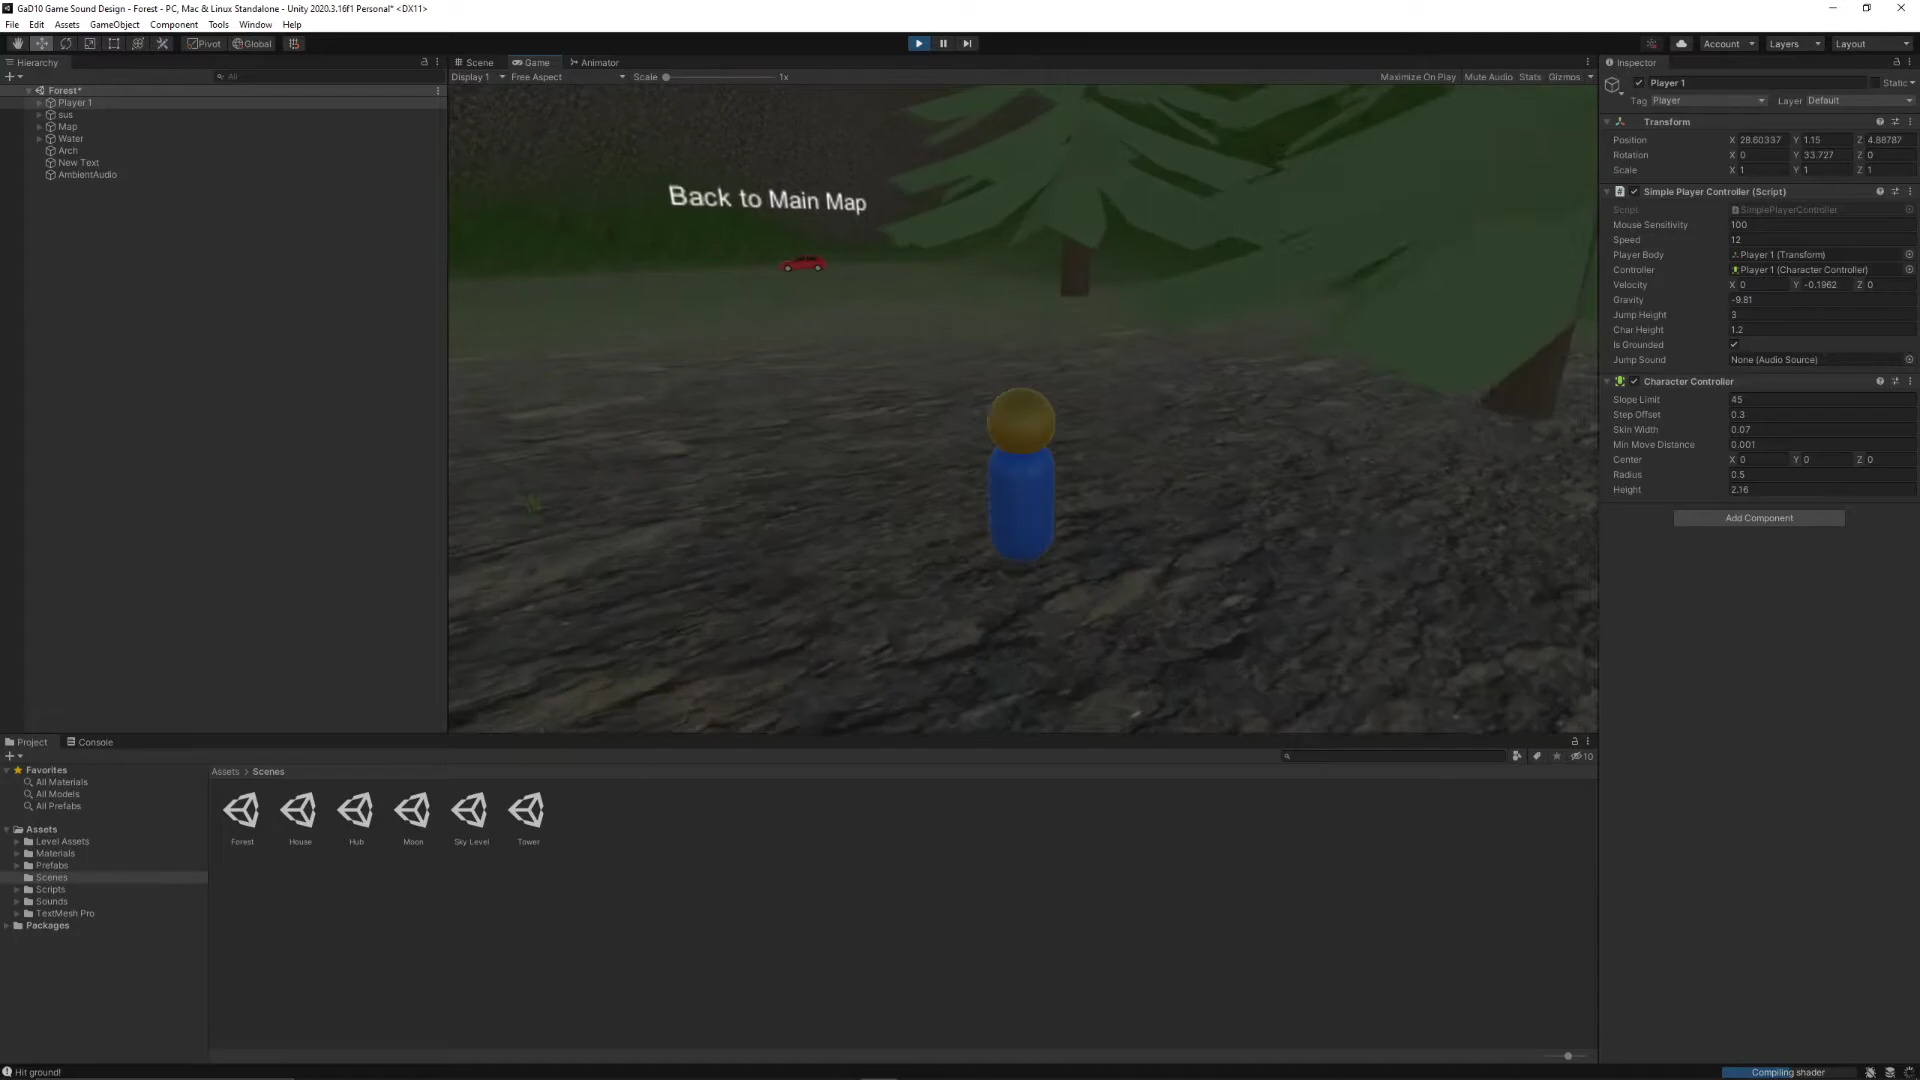 GaD10 Game Sound Design - Forest - PC, Mac & Linux Standalone - Unity 2020.3.16f1 Personal* <DX11>
File Edit Assets GameObject Component Tools Window Help
Pivot Global Account Layers Layout
Hierarchy
All
Forest*
Player 1
sus
Map
Water
Arch
New Text
AmbientAudio
Scene Game Animator
Display 1 Free Aspect Scale 1x Maximize On Play Mute Audio Stats Gizmos
Back to Main Map
Inspector
Player 1 Static
Tag Player Layer Default
Transform
Position X 28.60337 Y 1.15 Z 4.88787
Rotation X 0 Y 33.727 Z 0
Scale X 1 Y 1 Z 1
Simple Player Controller (Script)
Script SimplePlayerController
Mouse Sensitivity 100
Speed 12
Player Body Player 1 (Transform)
Controller Player 1 (Character Controller)
Velocity X 0 Y -0.1962 Z 0
Gravity -9.81
Jump Height 3
Char Height 1.2
Is Grounded
Jump Sound None (Audio Source)
Character Controller
Slope Limit 45
Step Offset 0.3
Skin Width 0.07
Min Move Distance 0.001
Center X 0 Y 0 Z 0
Radius 0.5
Height 2.16
Add Component
Project Console
10
Favorites
All Materials
All Models
All Prefabs
Assets
Level Assets
Materials
Prefabs
Scenes
Scripts
Sounds
TextMesh Pro
Packages
Assets > Scenes
Forest House Hub Moon Sky Level Tower
Hit ground!
Compiling shader